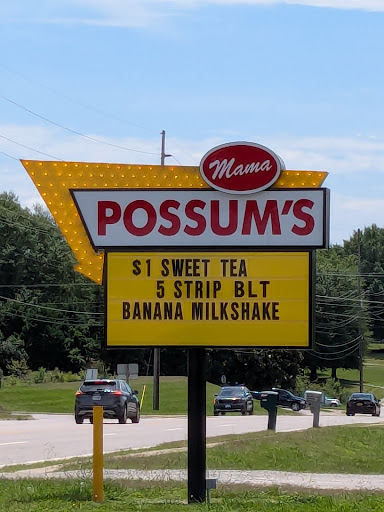 Mama
POSSUM'S
$1 SWEET TEA
5 STRIP BLT
BANANA MILKSHAKE